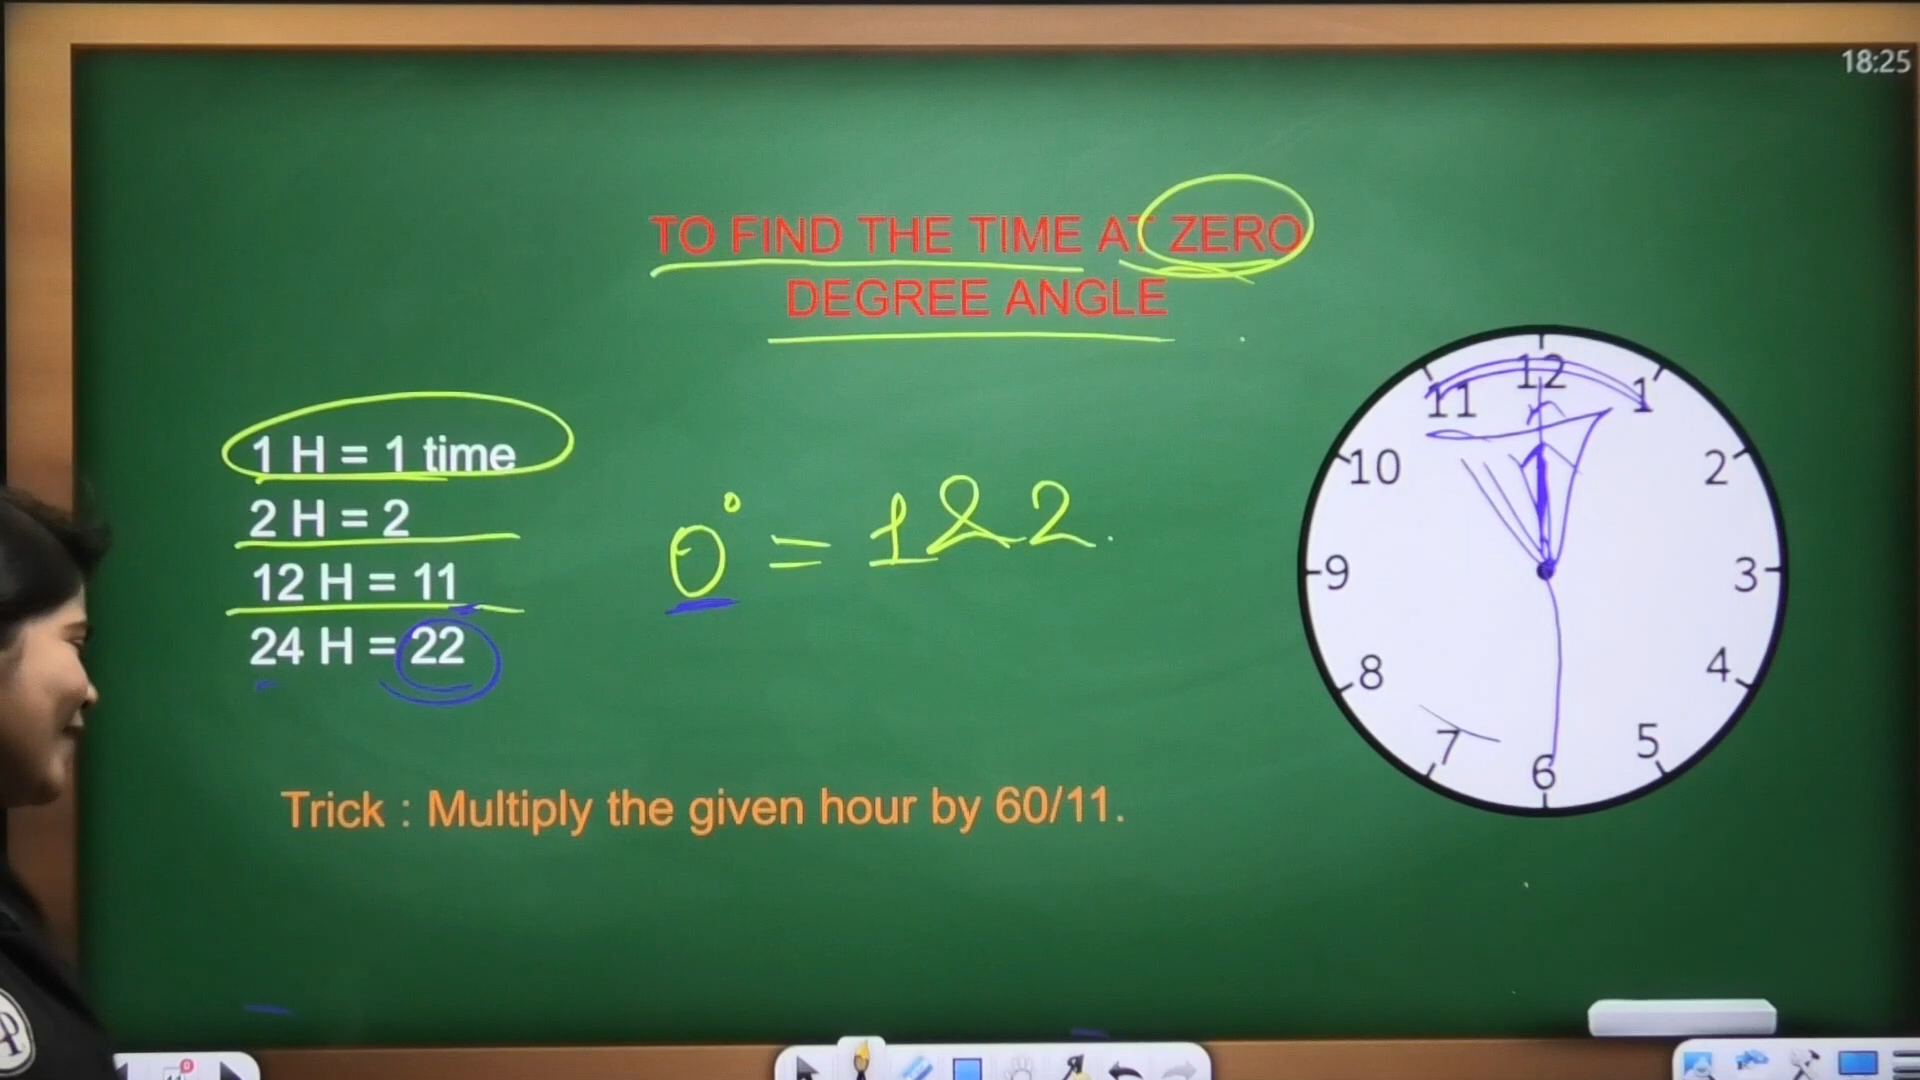 18:25
TO FIND THE TIME AT ZERO
DEGREE ANGLE
1 H = 1 time
2 H = 2
12 H = 11
24 H = 22
0° = 1 & 2.
Trick : Multiply the given hour by 60/11.
12
11
1
10
2
9
3
8
4
7
5
6